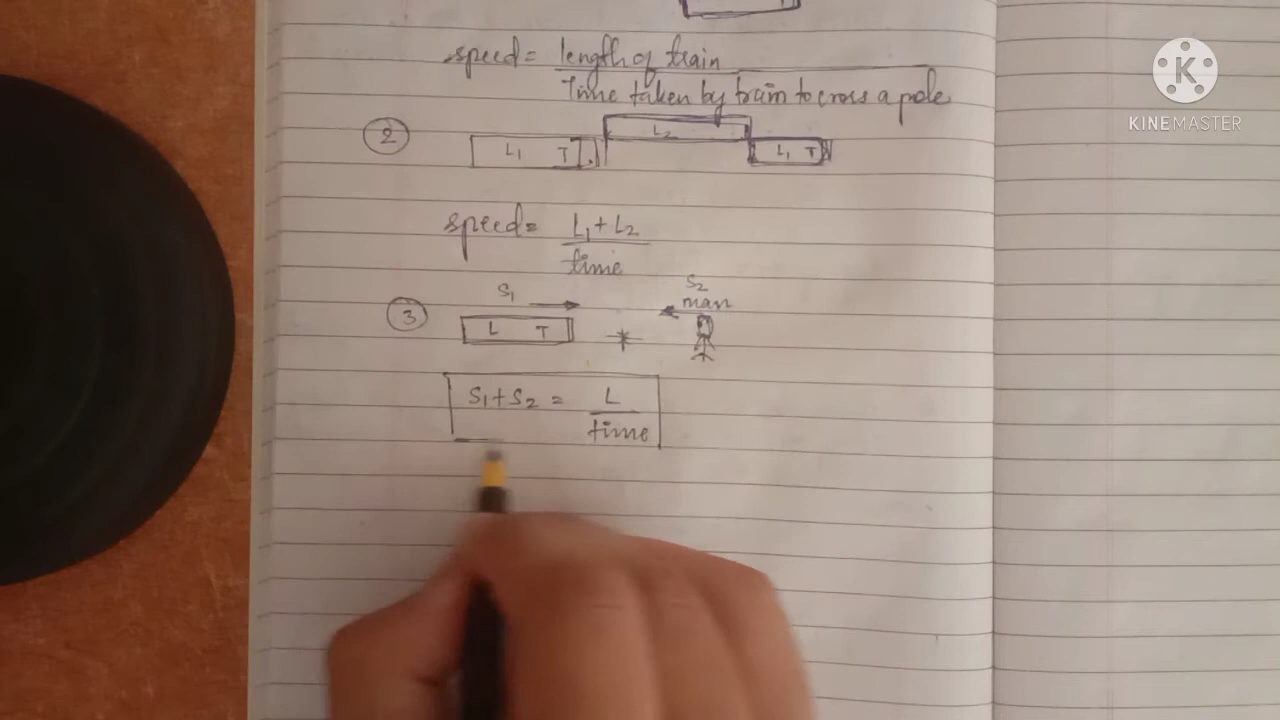 speed = length of train
Time taken by train to cross a pole
K
KINEMASTER
2
L2
L1 T
L1 T
speed = L1 + L2
time
3
S1
S2
man
L T
S1 + S2 = L
time